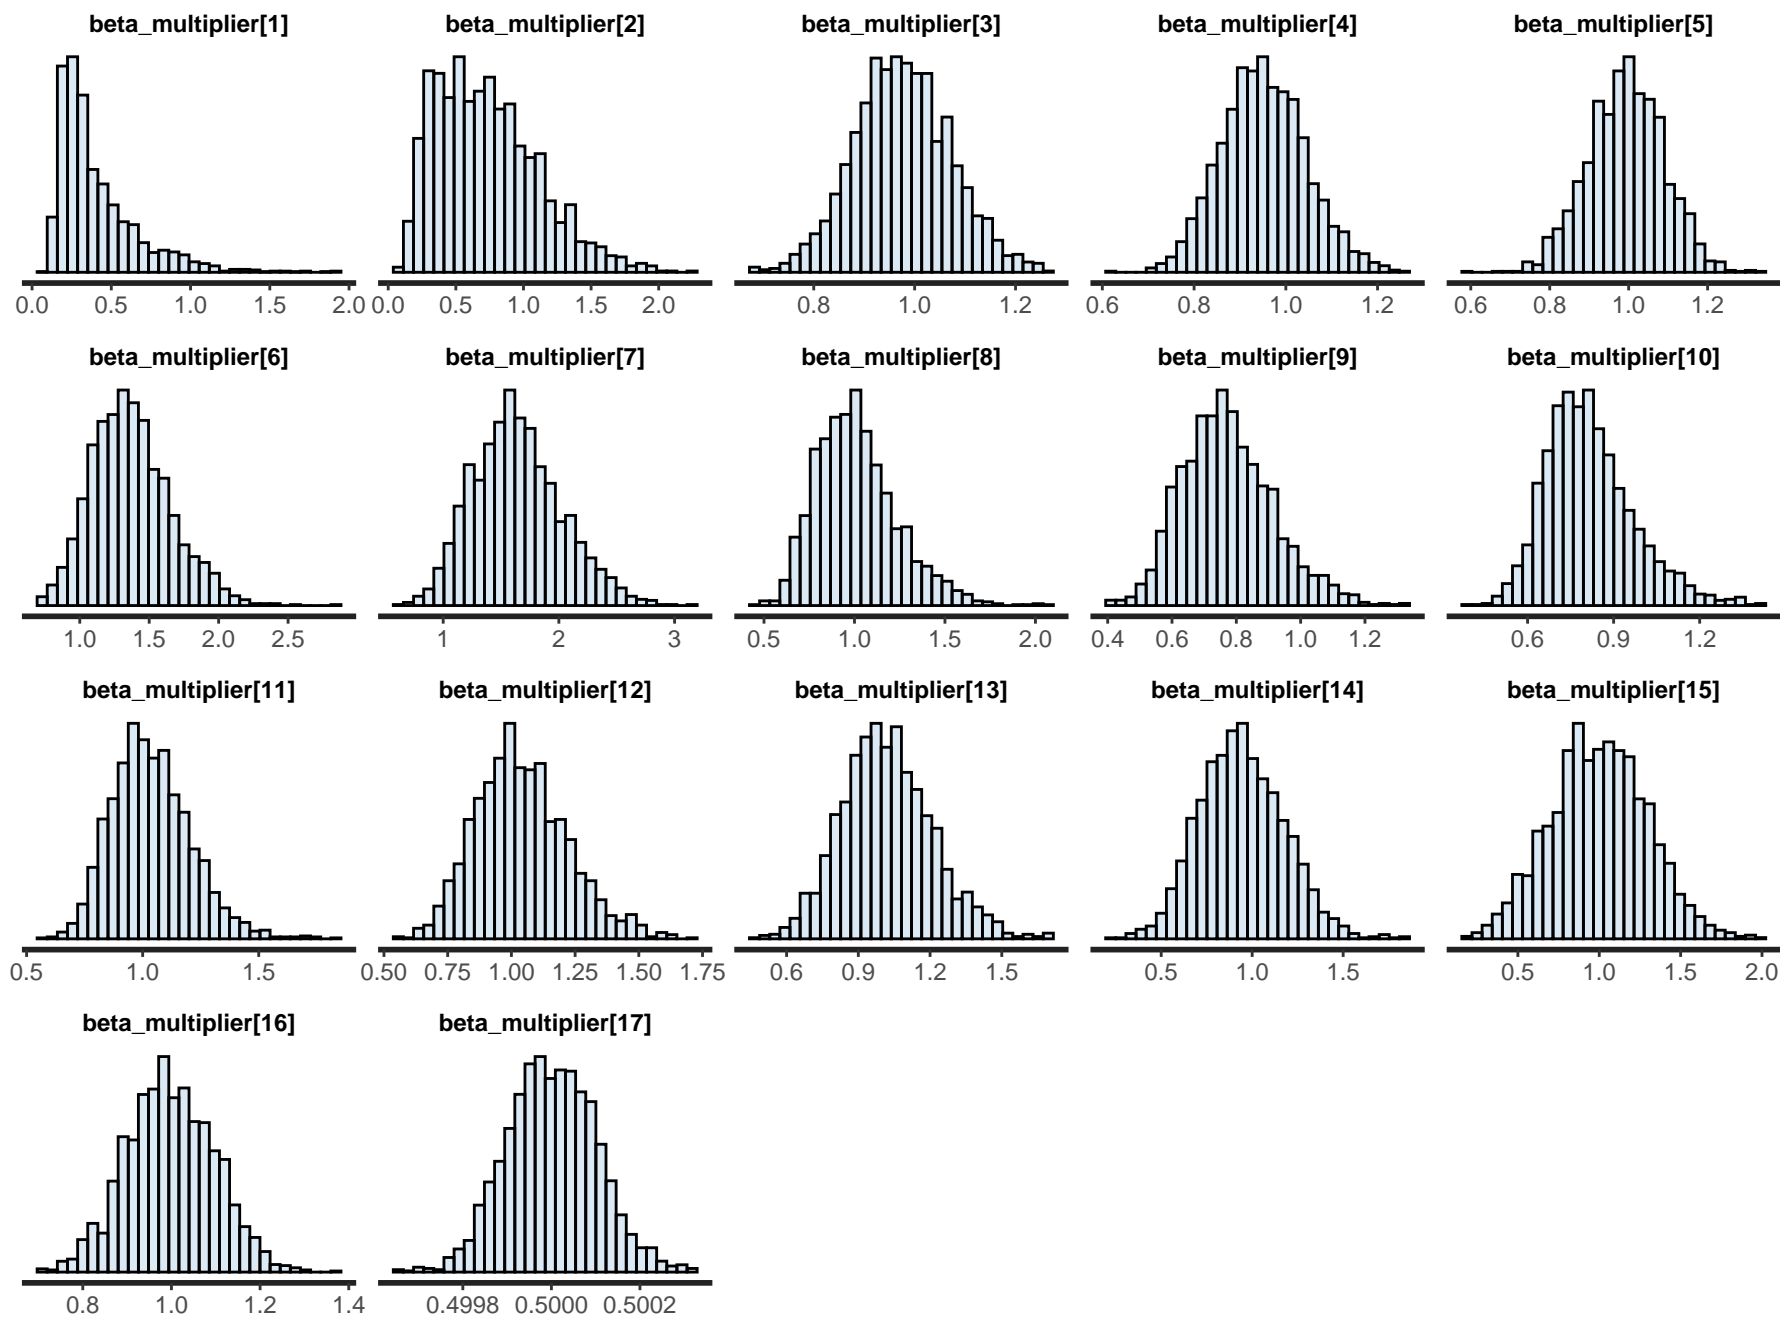 beta_multiplier[1] beta_multiplier[2] beta_multiplier[3] beta_multiplier[4] beta_multiplier[5]
0.0 0.5 1.0 1.5 2.0 0.0 0.5 1.0 1.5 2.0 0.8 1.0 1.2 0.6 0.8 1.0 1.2 0.6 0.8 1.0 1.2
beta_multiplier[6] beta_multiplier[7] beta_multiplier[8] beta_multiplier[9] beta_multiplier[10]
1.0 1.5 2.0 2.5 1 2 3 0.5 1.0 1.5 2.0 0.4 0.6 0.8 1.0 1.2 0.6 0.9 1.2
beta_multiplier[11] beta_multiplier[12] beta_multiplier[13] beta_multiplier[14] beta_multiplier[15]
0.5 1.0 1.5 0.50 0.75 1.00 1.25 1.50 1.75 0.6 0.9 1.2 1.5 0.5 1.0 1.5 0.5 1.0 1.5 2.0
beta_multiplier[16] beta_multiplier[17]
0.8 1.0 1.2 1.4 0.4998 0.5000 0.5002